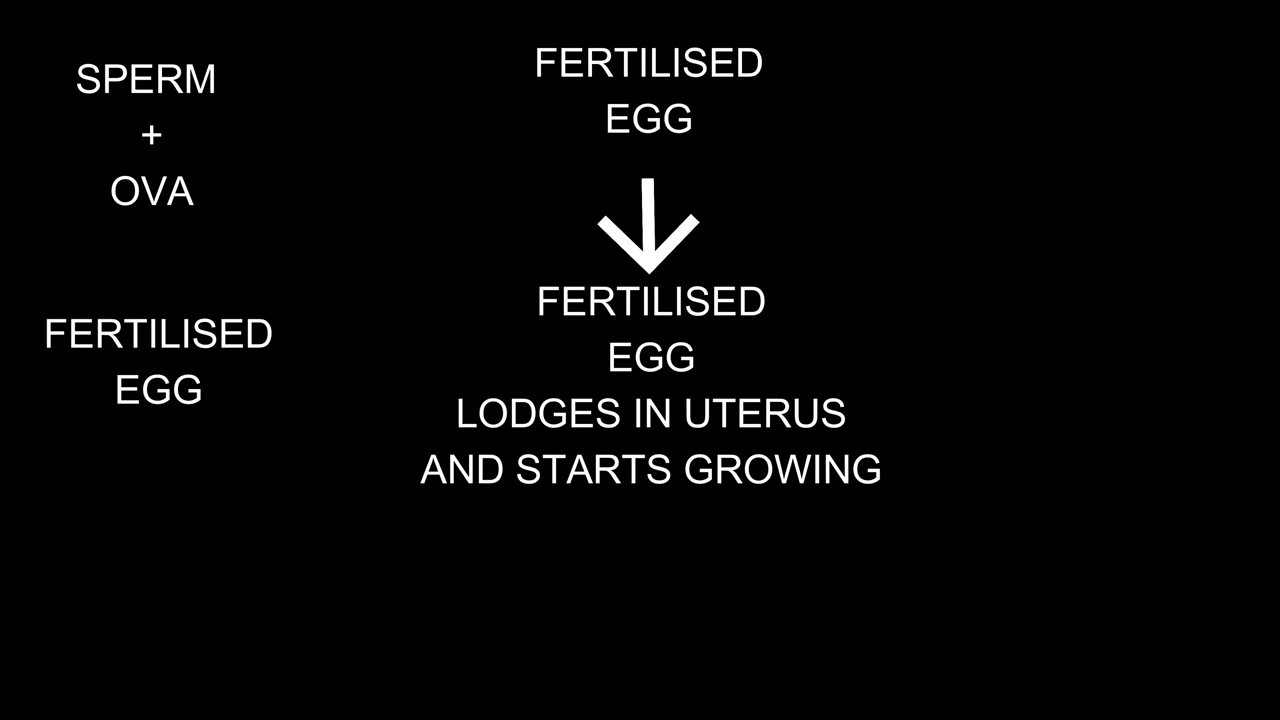 SPERM
+
OVA
FERTILISED
EGG
FERTILISED
EGG
FERTILISED
EGG
LODGES IN UTERUS
AND STARTS GROWING